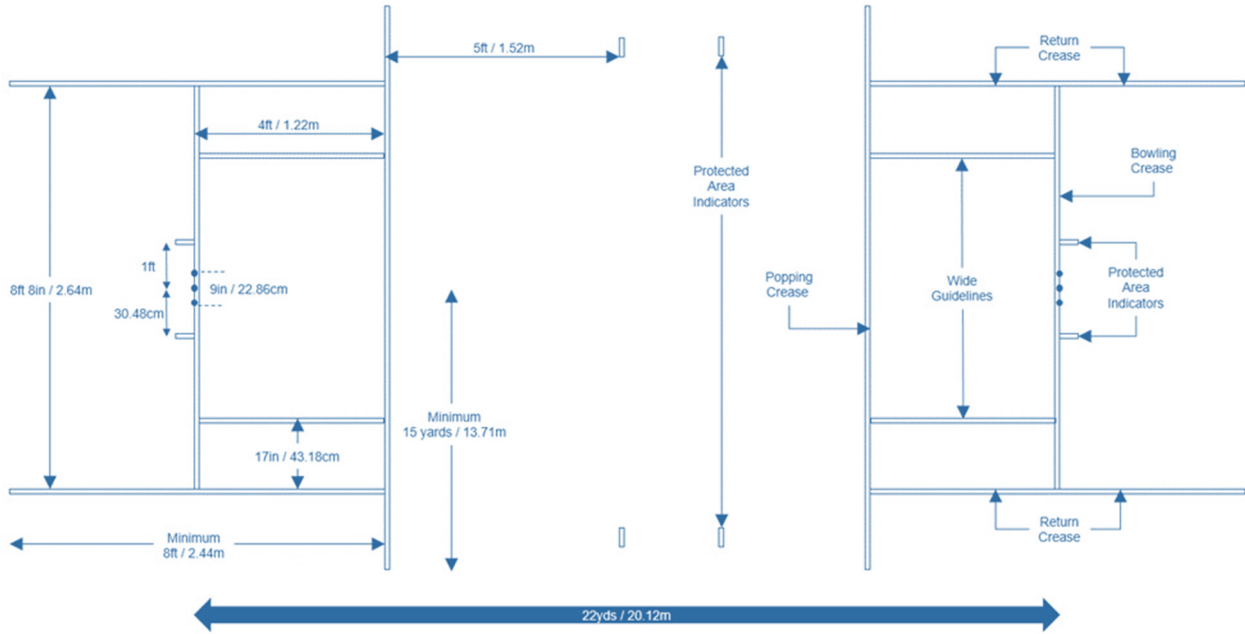 5ft / 1.52m
Return
Crease
4ft / 1.22m
Protected
Area
Indicators
Bowling
Crease
1ft
8ft 8in / 2.64m
9in / 22.86cm
30.48cm
Popping
Crease
Wide
Guidelines
Protected
Area
Indicators
Minimum
15 yards / 13.71m
17in / 43.18cm
Minimum
8ft / 2.44m
Return
Crease
22yds / 20.12m